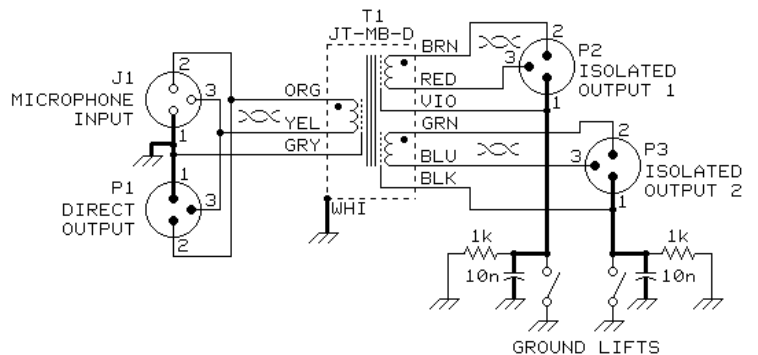 T1
JT-MB-D
J1
MICROPHONE
INPUT
2
3
1
ORG
YEL
GRY
P1
DIRECT
OUTPUT
1
3
2
WHI
BRN
RED
VIO
GRN
BLU
BLK
2
3
1
P2
ISOLATED
OUTPUT 1
2
3
1
P3
ISOLATED
OUTPUT 2
1k
10n
1k
10n
GROUND LIFTS